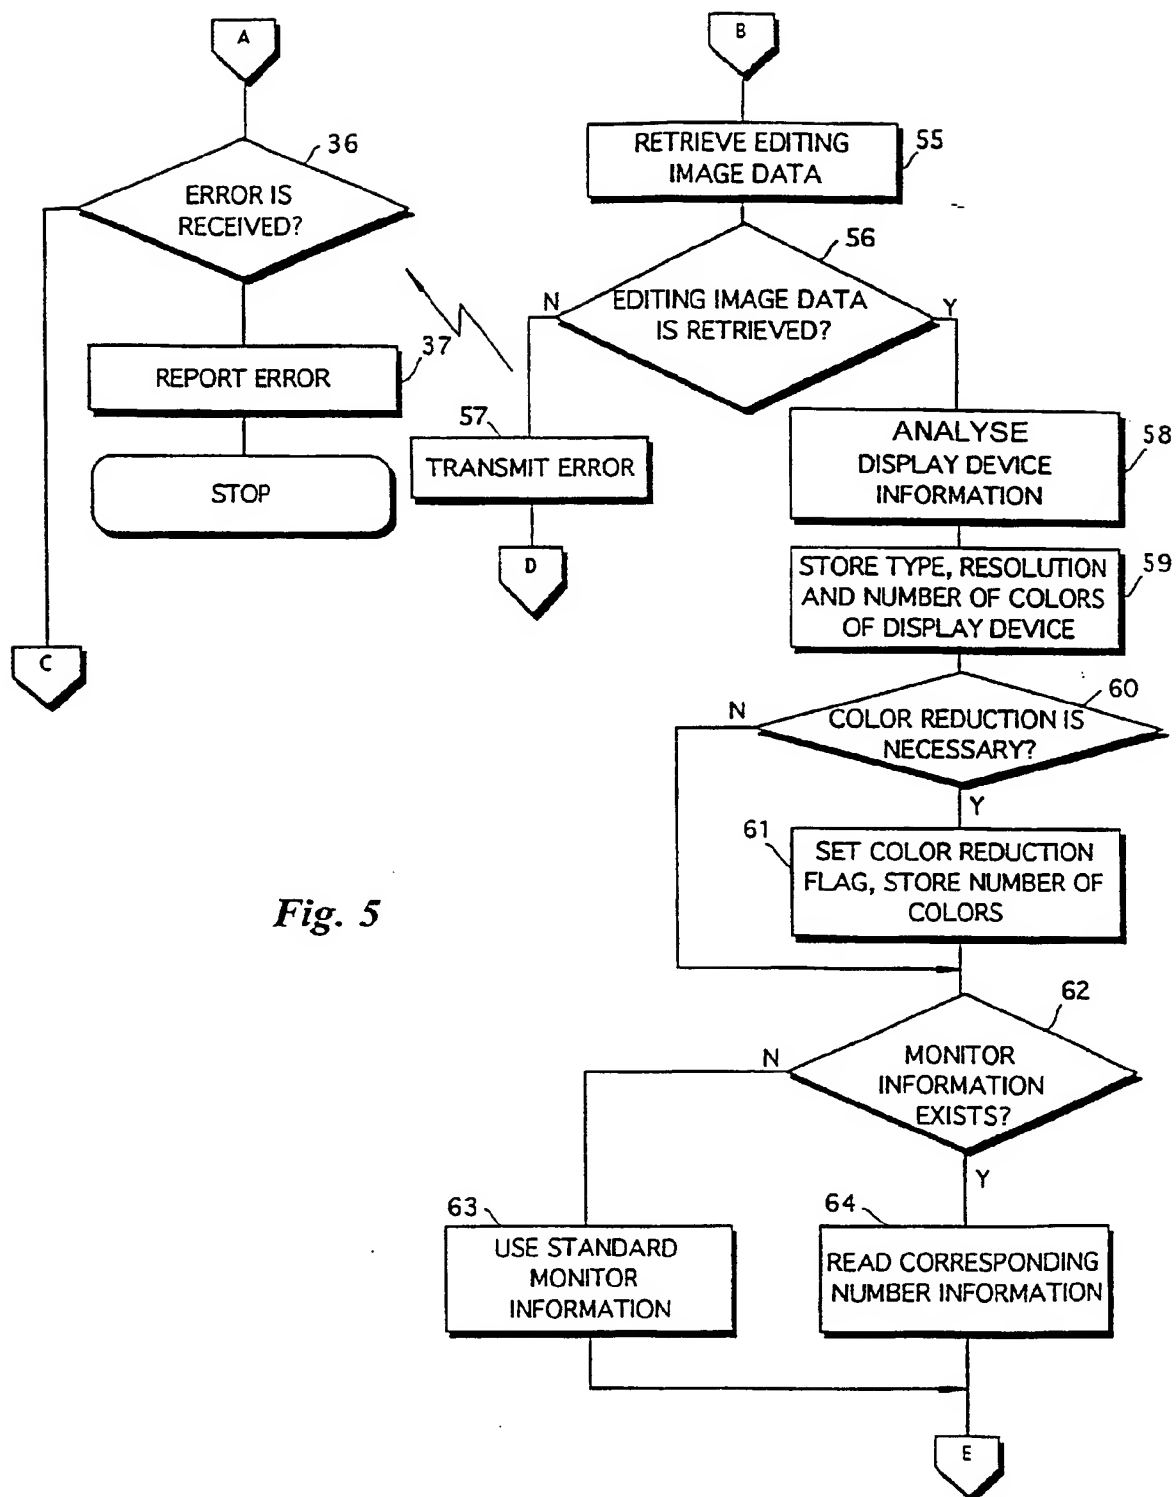 A
36
ERROR IS
RECEIVED?
37
REPORT ERROR
STOP
C
B
RETRIEVE EDITING
IMAGE DATA
55
56
EDITING IMAGE DATA
IS RETRIEVED?
N
Y
57
TRANSMIT ERROR
D
ANALYSE
DISPLAY DEVICE
INFORMATION
58
STORE TYPE, RESOLUTION
AND NUMBER OF COLORS
OF DISPLAY DEVICE
59
60
COLOR REDUCTION IS
NECESSARY?
N
Y
61
SET COLOR REDUCTION
FLAG, STORE NUMBER OF
COLORS
Fig. 5
62
MONITOR
INFORMATION
EXISTS?
N
Y
63
USE STANDARD
MONITOR
INFORMATION
64
READ CORRESPONDING
NUMBER INFORMATION
E